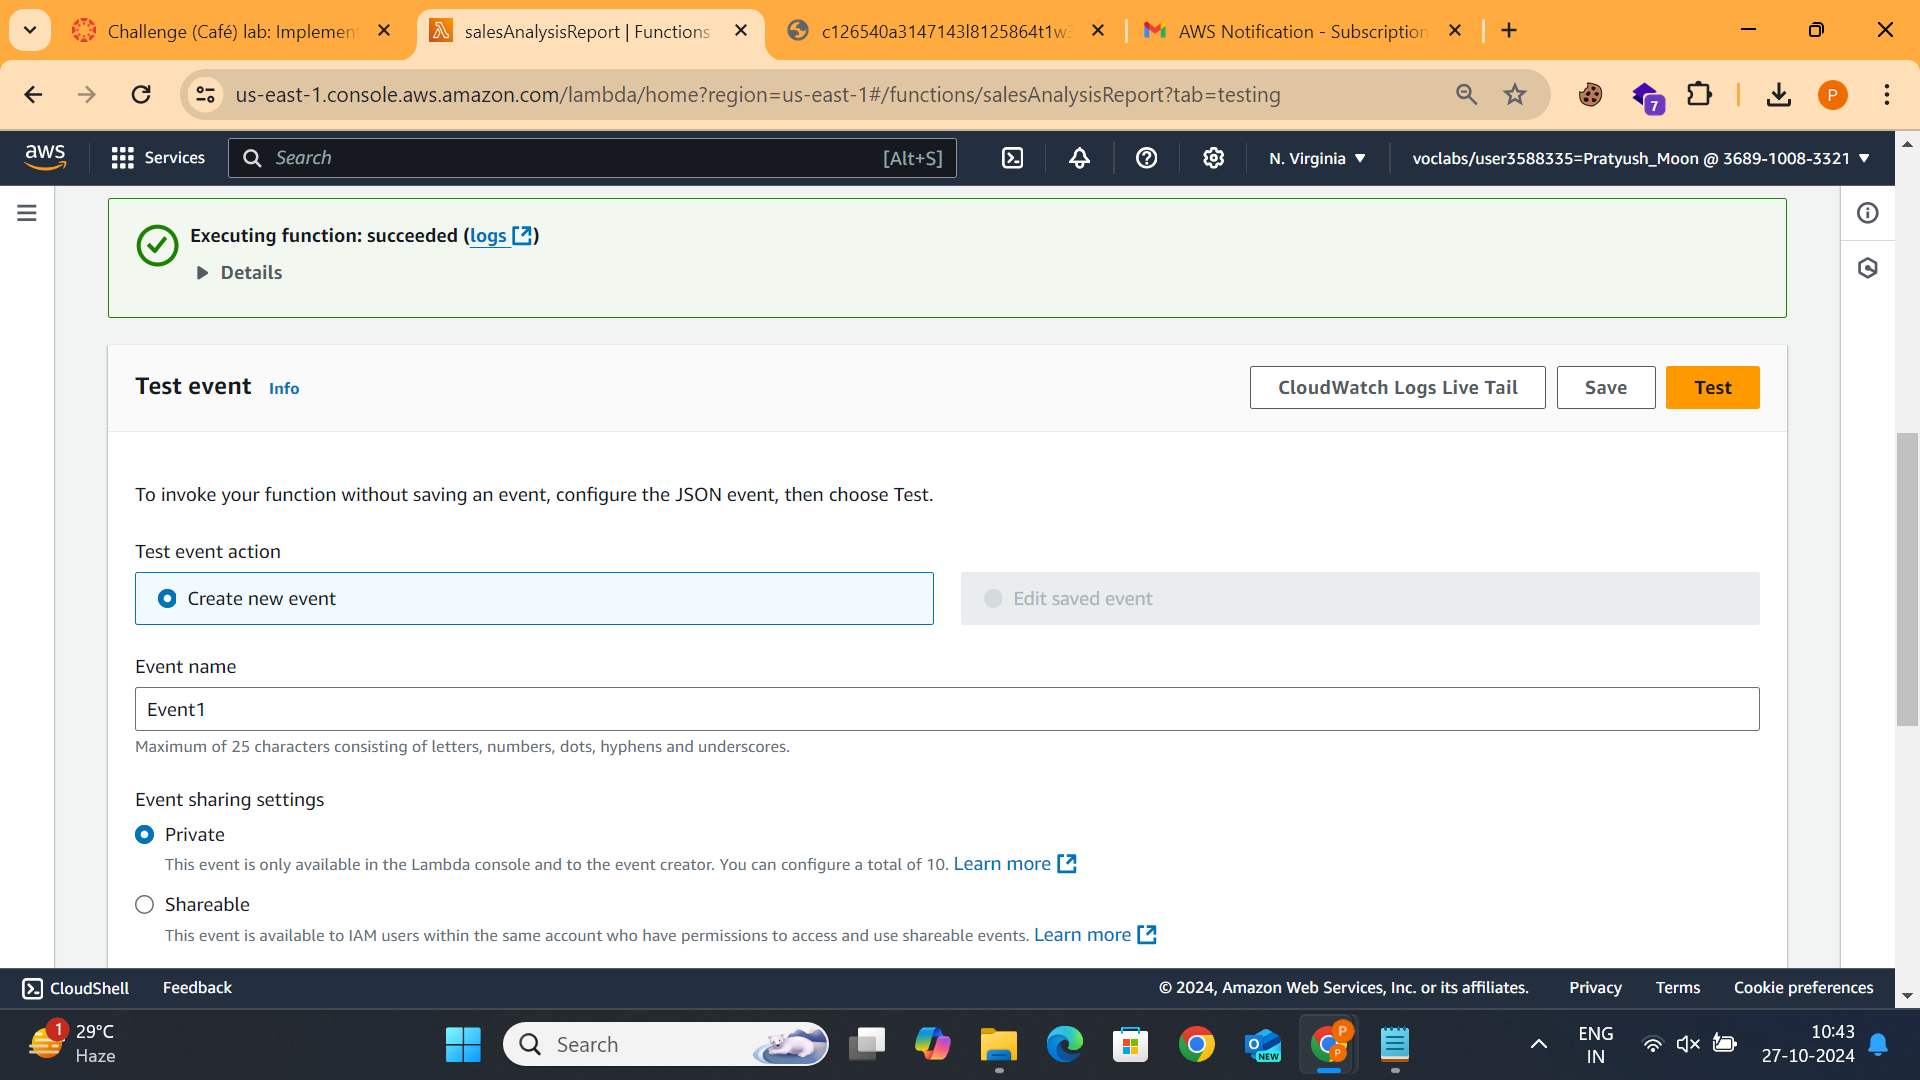 Challenge (Café) lab: Implemen
salesAnalysisReport | Functions
c126540a3147143l8125864t1w3
AWS Notification - Subscription
us-east-1.console.aws.amazon.com/lambda/home?region=us-east-1#/functions/salesAnalysisReport?tab=testing
7
P
aws
Services
Search
[Alt+S]
N. Virginia
voclabs/user3588335=Pratyush_Moon @ 3689-1008-3321
Executing function: succeeded (logs)
Details
Test event Info
CloudWatch Logs Live Tail
Save
Test
To invoke your function without saving an event, configure the JSON event, then choose Test.
Test event action
Create new event
Edit saved event
Event name
Event1
Maximum of 25 characters consisting of letters, numbers, dots, hyphens and underscores.
Event sharing settings
Private
This event is only available in the Lambda console and to the event creator. You can configure a total of 10. Learn more
Shareable
This event is available to IAM users within the same account who have permissions to access and use shareable events. Learn more
CloudShell
Feedback
© 2024, Amazon Web Services, Inc. or its affiliates.
Privacy
Terms
Cookie preferences
1
29°C
Haze
Search
NEW
P
P
ENG
IN
10:43
27-10-2024